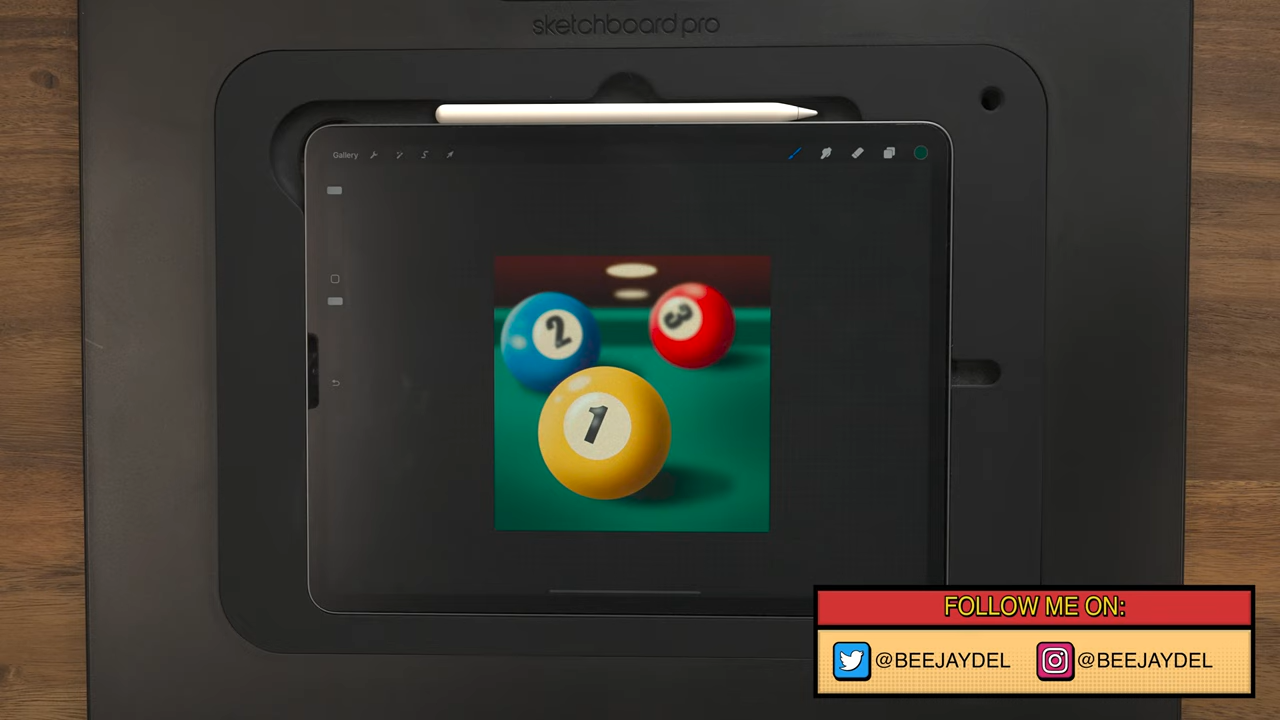 sketchboard pro
Gallery
2
3
1
FOLLOW ME ON:
@BEEJAYDEL
@BEEJAYDEL